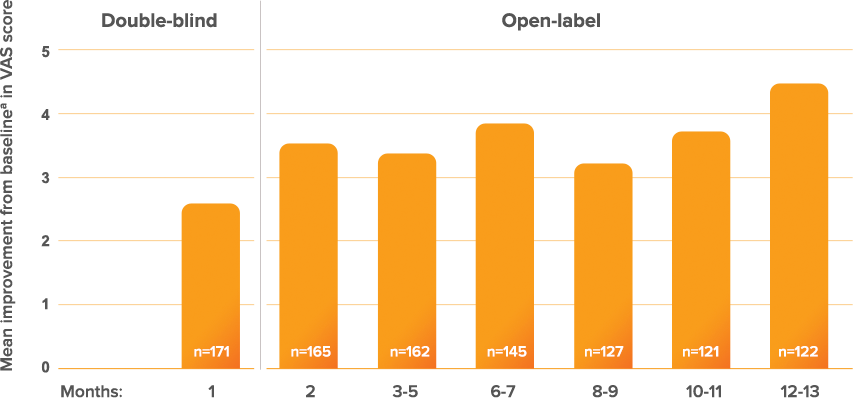 Double-blind
Open-label
Mean improvement from baselineᵃ in VAS score
5
4
3
2
1
0
n=171
n=165
n=162
n=145
n=127
n=121
n=122
Months:
1
2
3-5
6-7
8-9
10-11
12-13